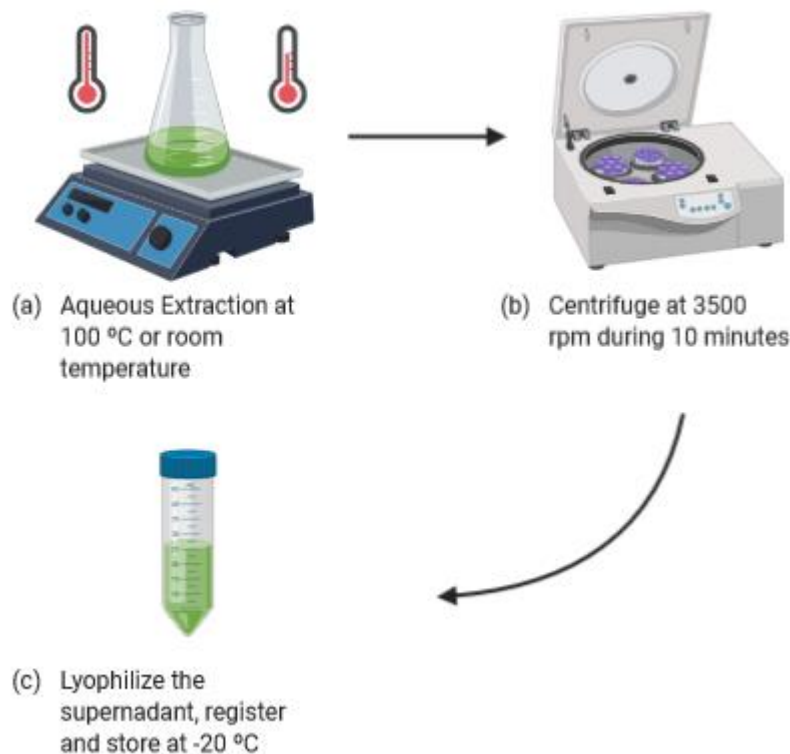 (a) Aqueous Extraction at
100 ºC or room
temperature
(b) Centrifuge at 3500
rpm during 10 minutes
(c) Lyophilize the
supernadant, register
and store at -20 ºC